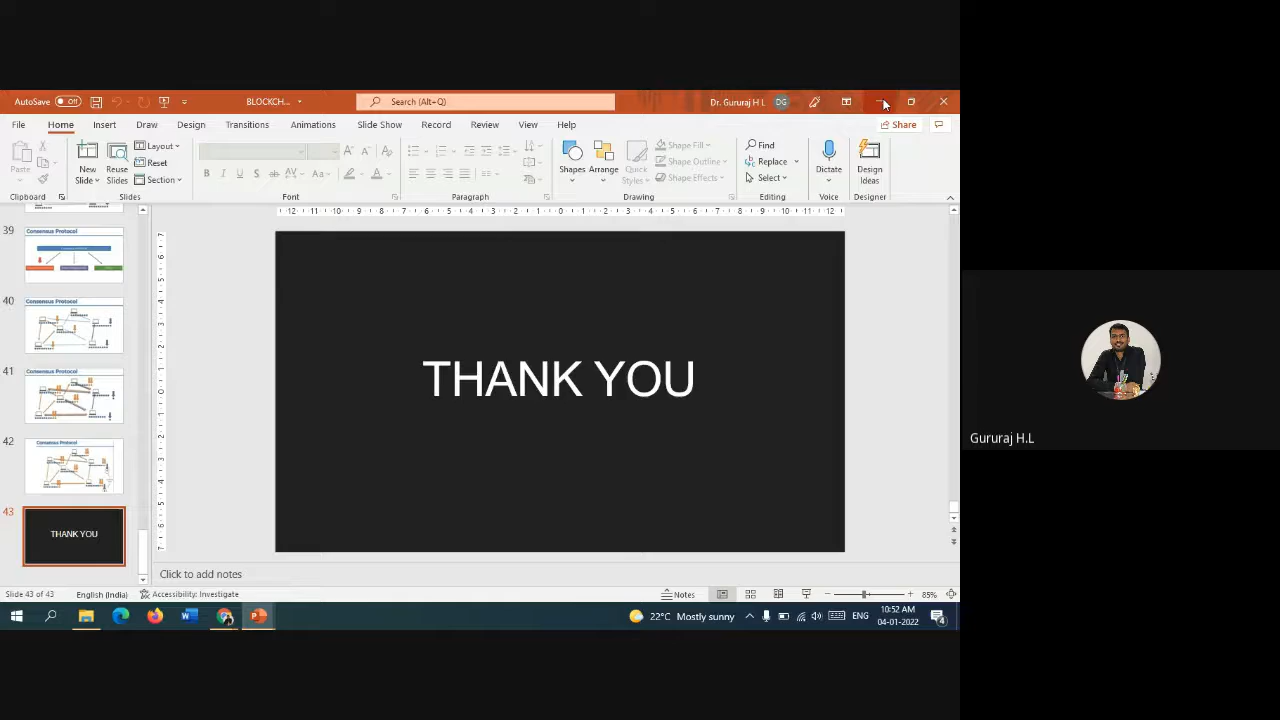 AutoSave Off
BLOCKCH...
Search (Alt+Q)
Dr. Gururaj H L DG
File Home Insert Draw Design Transitions Animations Slide Show Record Review View Help
Share
Paste
New Slides
Reuse Slides
Layout
Reset
Section
Shapes
Arrange
Quick Styles
Shape Fill
Shape Outline
Shape Effects
Find
Replace
Select
Dictate
Design Ideas
Clipboard Slides Font Paragraph Drawing Editing Voice Designer
39
Consensus Protocol
40
Consensus Protocol
41
Consensus Protocol
42
Consensus Protocol
43
THANK YOU
THANK YOU
Gururaj H.L
Click to add notes
Slide 43 of 43 English (India) Accessibility: Investigate Notes 85%
22°C Mostly sunny ENG 10:52 AM
04-01-2022
4